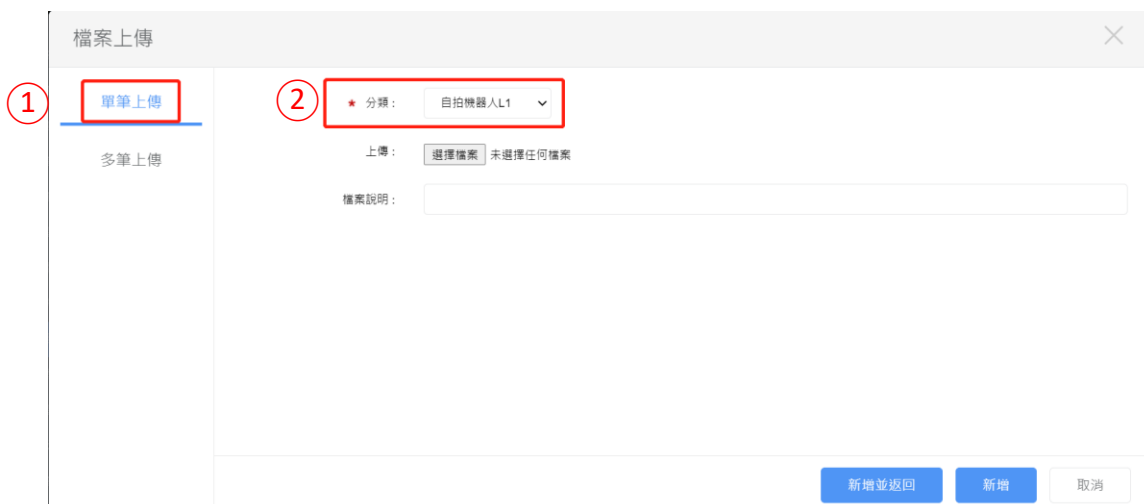 檔案上傳
① 單筆上傳
多筆上傳
② ★ 分類： 自拍機器人L1
上傳： 選擇檔案 未選擇任何檔案
檔案說明：
新增並返回 新增 取消